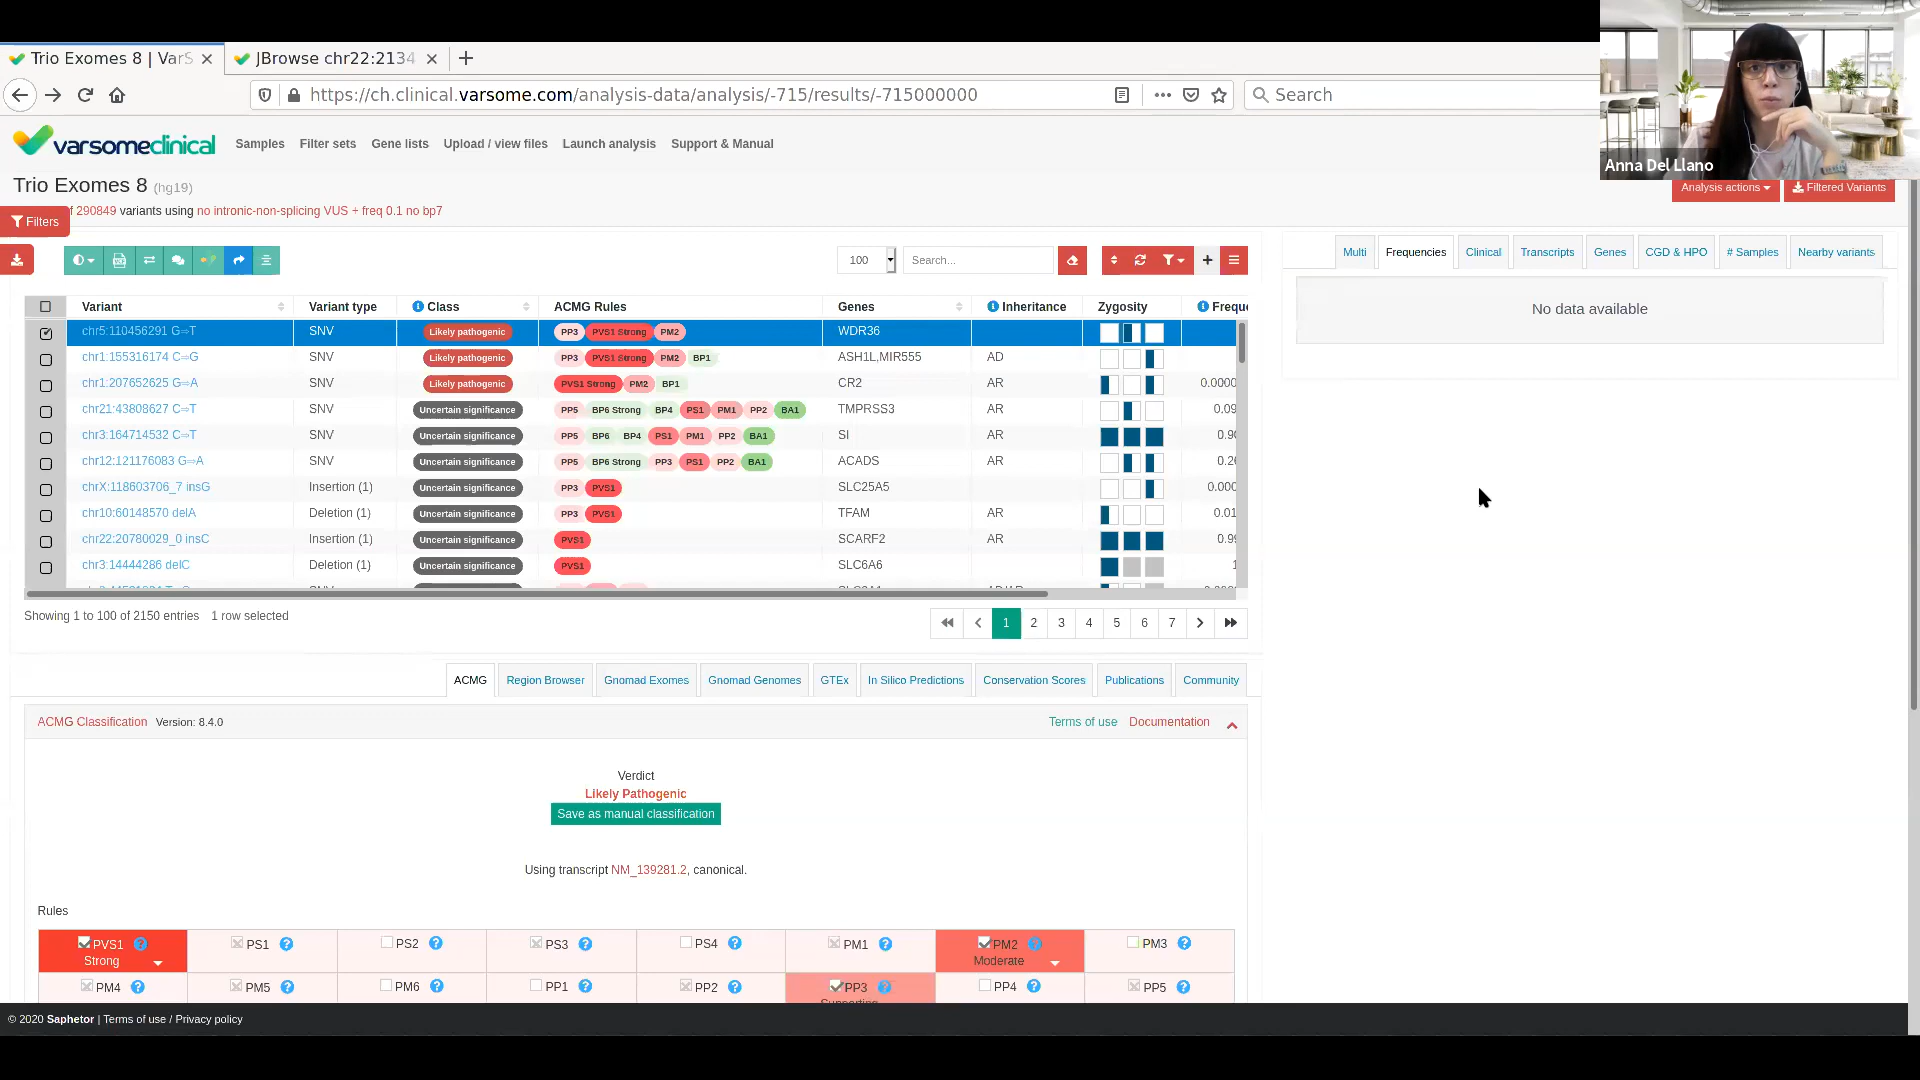 Trio Exomes 8 | VarS
JBrowse chr22:2134
https://ch.clinical.varsome.com/analysis-data/analysis/-715/results/-715000000
Search
Anna Del Llano
varsomeclinical
Samples Filter sets Gene lists Upload / view files Launch analysis Support & Manual
Trio Exomes 8 (hg19)
Analysis actions Filtered Variants
f 290849 variants using no intronic-non-splicing VUS + freq 0.1 no bp7
Filters
100 Search...
Multi Frequencies Clinical Transcripts Genes CGD & HPO # Samples Nearby variants
No data available
Variant Variant type Class ACMG Rules Genes Inheritance Zygosity Freque
chr5:110456291 G⇒T SNV Likely pathogenic PP3 PVS1 Strong PM2 WDR36
chr1:155316174 C⇒G SNV Likely pathogenic PP3 PVS1 Strong PM2 BP1 ASH1L,MIR555 AD
chr1:207652625 G⇒A SNV Likely pathogenic PVS1 Strong PM2 BP1 CR2 AR 0.0000
chr21:43808627 C⇒T SNV Uncertain significance PP5 BP6 Strong BP4 PS1 PM1 PP2 BA1 TMPRSS3 AR 0.09
chr3:164714532 C⇒T SNV Uncertain significance PP5 BP6 BP4 PS1 PM1 PP2 BA1 SI AR 0.90
chr12:121176083 G⇒A SNV Uncertain significance PP5 BP6 Strong PP3 PS1 PP2 BA1 ACADS AR 0.26
chrX:118603706_7 insG Insertion (1) Uncertain significance PP3 PVS1 SLC25A5 0.000
chr10:60148570 delA Deletion (1) Uncertain significance PP3 PVS1 TFAM AR 0.01
chr22:20780029_0 insC Insertion (1) Uncertain significance PVS1 SCARF2 AR 0.99
chr3:14444286 delC Deletion (1) Uncertain significance PVS1 SLC6A6 1
Showing 1 to 100 of 2150 entries 1 row selected
1 2 3 4 5 6 7
ACMG Region Browser Gnomad Exomes Gnomad Genomes GTEx In Silico Predictions Conservation Scores Publications Community
ACMG Classification Version: 8.4.0 Terms of use Documentation
Verdict
Likely Pathogenic
Save as manual classification
Using transcript NM_139281.2, canonical.
Rules
PVS1 PS1 PS2 PS3 PS4 PM1 PM2 PM3
Strong Moderate
PM4 PM5 PM6 PP1 PP2 PP3 PP4 PP5
Supporting
© 2020 Saphetor | Terms of use / Privacy policy